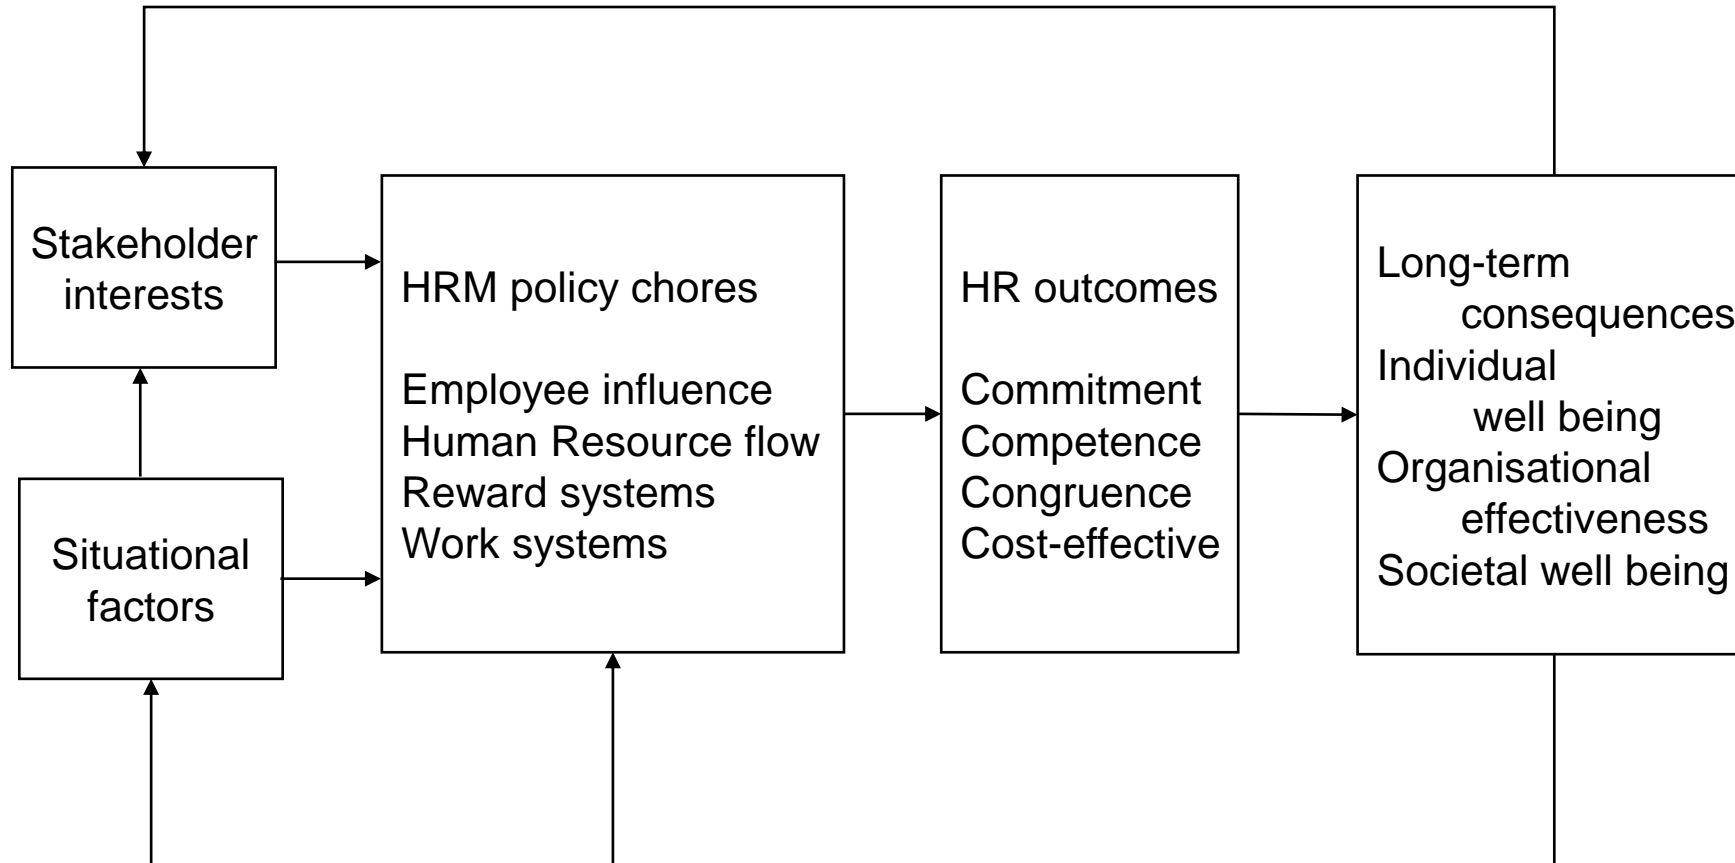 Stakeholder
interests
Situational
factors
HRM policy chores
Employee influence
Human Resource flow
Reward systems
Work systems
HR outcomes
Commitment
Competence
Congruence
Cost-effective
Long-term
consequences
Individual
well being
Organisational
effectiveness
Societal well being